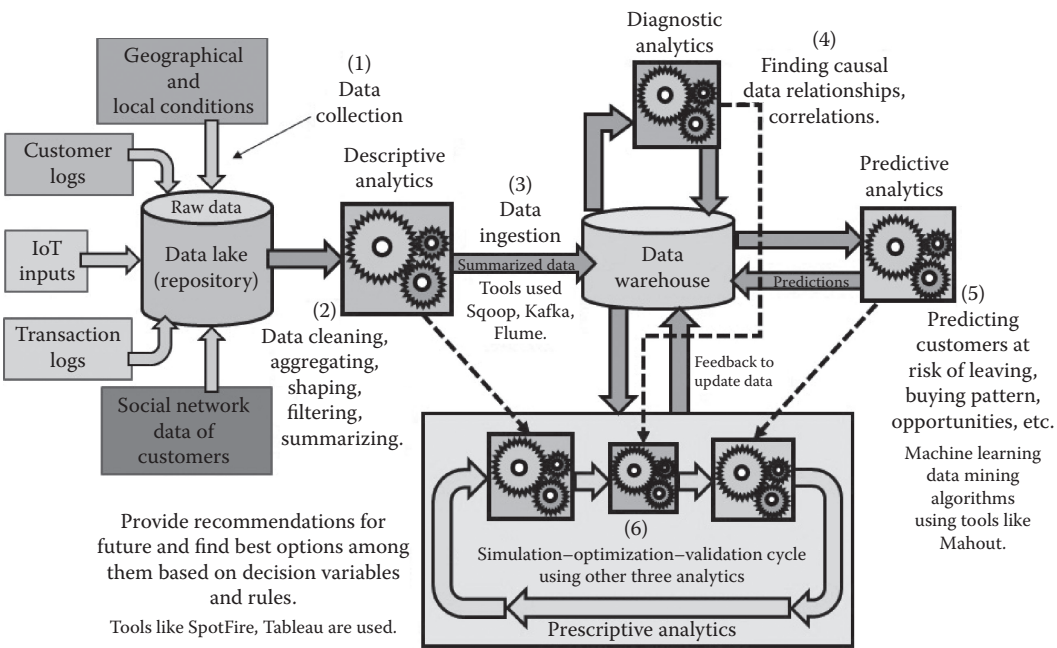 Geographical
and
local conditions
(1)
Data
collection
Customer
logs
IoT
inputs
Transaction
logs
Social network
data of
customers
Raw data
Data lake
(repository)
Descriptive
analytics
(2)
Data cleaning,
aggregating,
shaping,
filtering,
summarizing.
(3)
Data
ingestion
Summarized data
Tools used
Sqoop, Kafka,
Flume.
Diagnostic
analytics
(4)
Finding causal
data relationships,
correlations.
Data
warehouse
Predictive
analytics
Predictions
(5)
Predicting
customers at
risk of leaving,
buying pattern,
opportunities, etc.
Machine learning
data mining
algorithms
using tools like
Mahout.
Feedback to
update data
(6)
Simulation–optimization–validation cycle
using other three analytics
Prescriptive analytics
Provide recommendations for
future and find best options among
them based on decision variables
and rules.
Tools like SpotFire, Tableau are used.